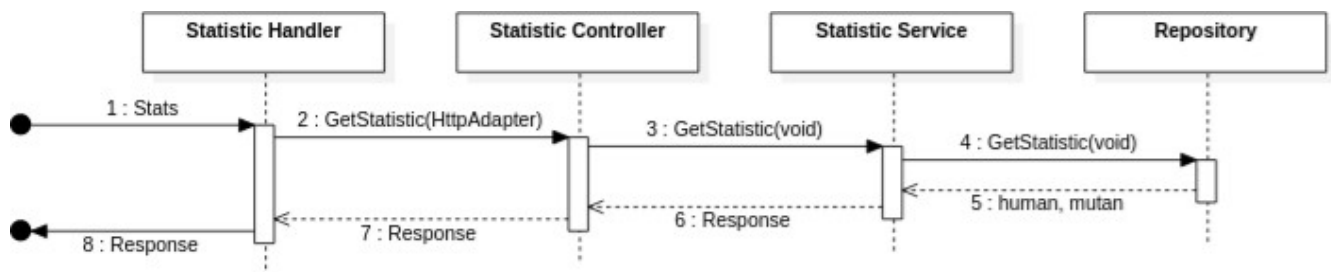 Statistic Handler
Statistic Controller
Statistic Service
Repository
1 : Stats
2 : GetStatistic(HttpAdapter)
3 : GetStatistic(void)
4 : GetStatistic(void)
5 : human, mutan
6 : Response
7 : Response
8 : Response